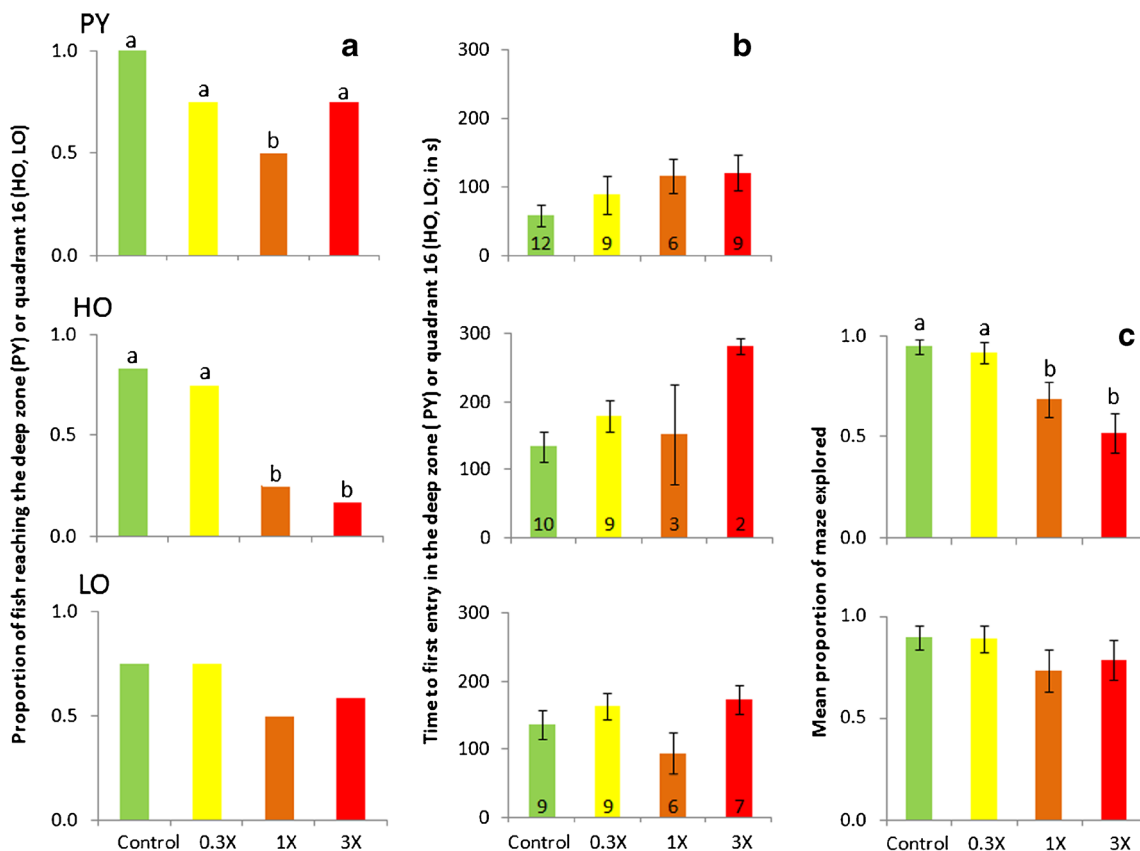 Proportion of fish reaching the deep zone (PY) or quadrant 16 (HO, LO)
PY
a
1.0
0.5
0.0
a
a
b
a
HO
1.0
0.5
0.0
a
a
b
b
LO
1.0
0.5
0.0
Control 0.3X 1X 3X
Time to first entry in the deep zone ( PY) or quadrant 16 (HO, LO; in s)
b
300
200
100
0
12 9 6 9
300
200
100
0
10 9 3 2
300
200
100
0
9 9 6 7
Control 0.3X 1X 3X
Mean proportion of maze explored
c
1.0
0.5
0.0
a
a
b
b
1.0
0.5
0.0
Control 0.3X 1X 3X